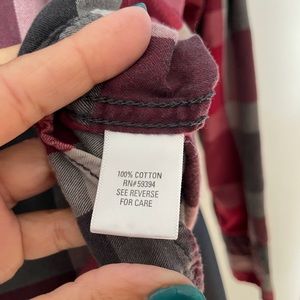 100% COTTON
RN# 59394
SEE REVERSE
FOR CARE